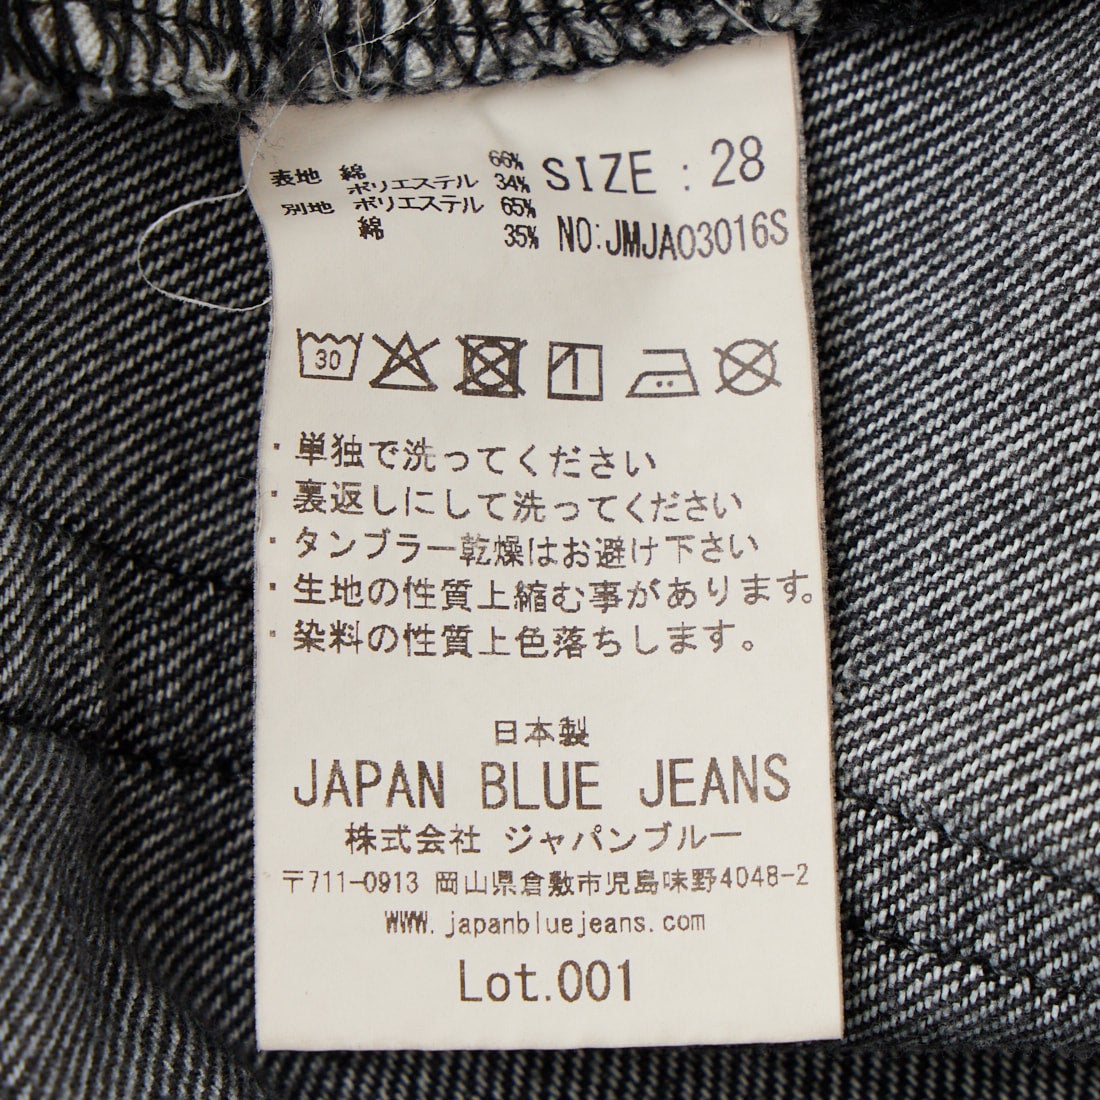 表地 綿 66%
ポリエステル 34%
別地 ポリエステル 65%
綿 35%
SIZE : 28
NO:JMJA03016S
30
・単独で洗ってください
・裏返しにして洗ってください
・タンブラー乾燥はお避け下さい
・生地の性質上縮む事があります。
・染料の性質上色落ちします。
日本製
JAPAN BLUE JEANS
株式会社 ジャパンブルー
〒711-0913 岡山県倉敷市児島味野4048-2
www.japanbluejeans.com
Lot.001